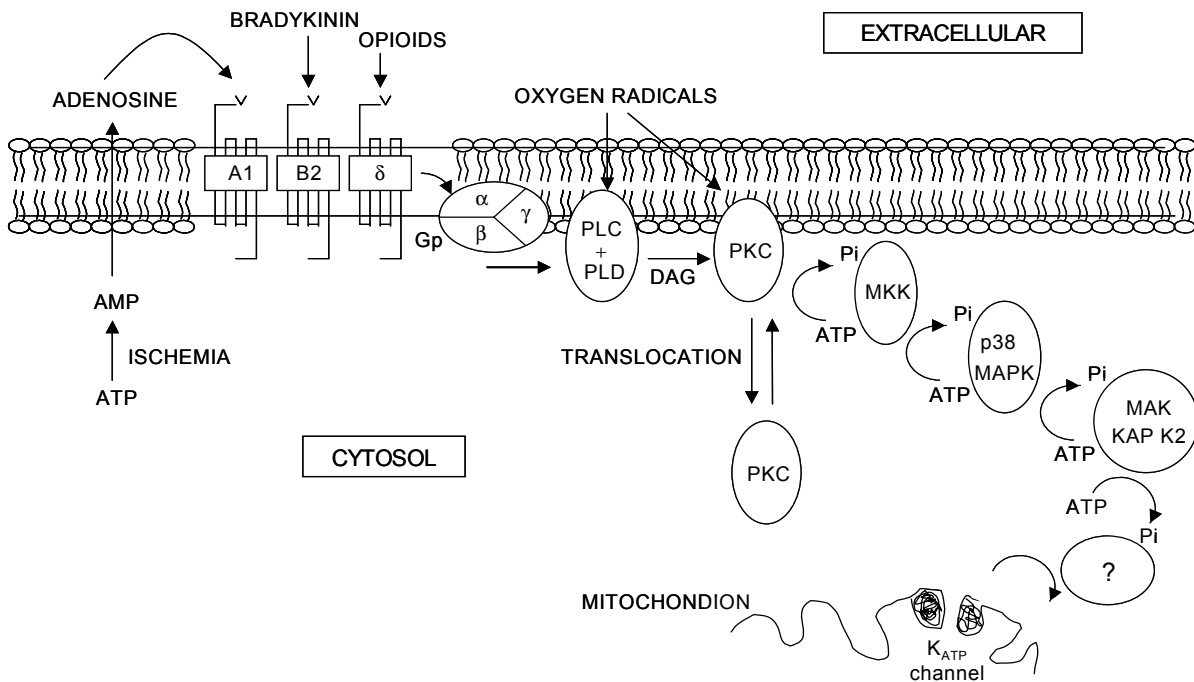 BRADYKININ
OPIOIDS
EXTRACELLULAR
ADENOSINE
OXYGEN RADICALS
A1
B2
δ
α
γ
β
Gp
PLC
+
PLD
DAG
PKC
Pi
MKK
ATP
AMP
ISCHEMIA
ATP
TRANSLOCATION
Pi
p38
MAPK
ATP
Pi
MAK
KAP K2
ATP
CYTOSOL
PKC
ATP
Pi
?
MITOCHONDION
KATP
channel